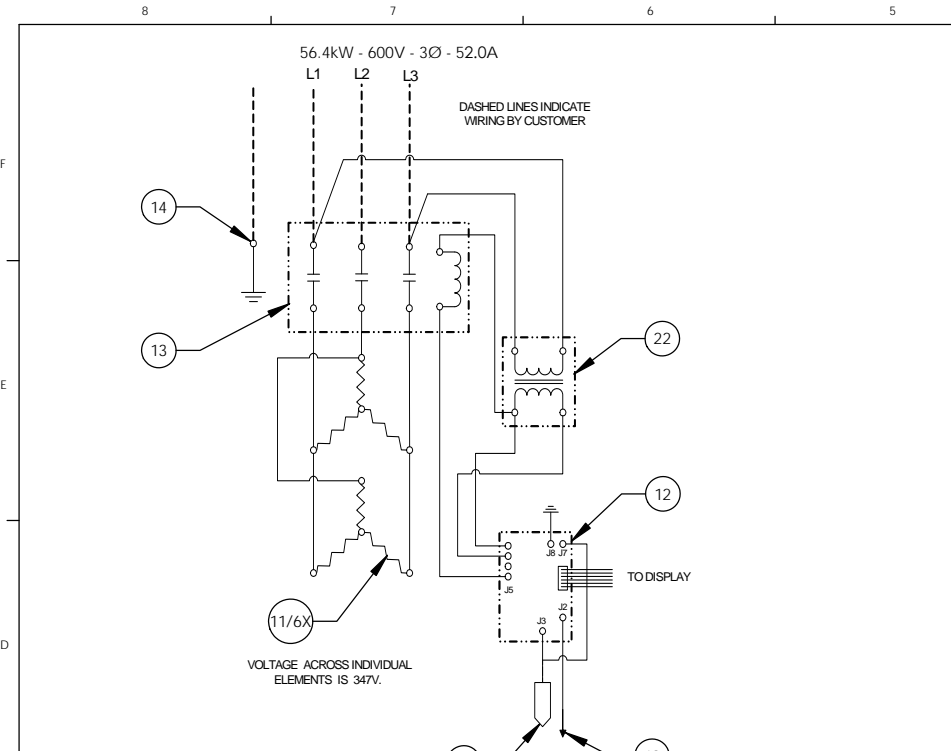 8 7 6 5
56.4kW - 600V - 3Ø - 52.0A
L1 L2 L3
DASHED LINES INDICATE
WIRING BY CUSTOMER
F
14
13
22
E
12
J8 J7
TO DISPLAY
J5
J2
J3
11/6X
D
VOLTAGE ACROSS INDIVIDUAL
ELEMENTS IS 347V.